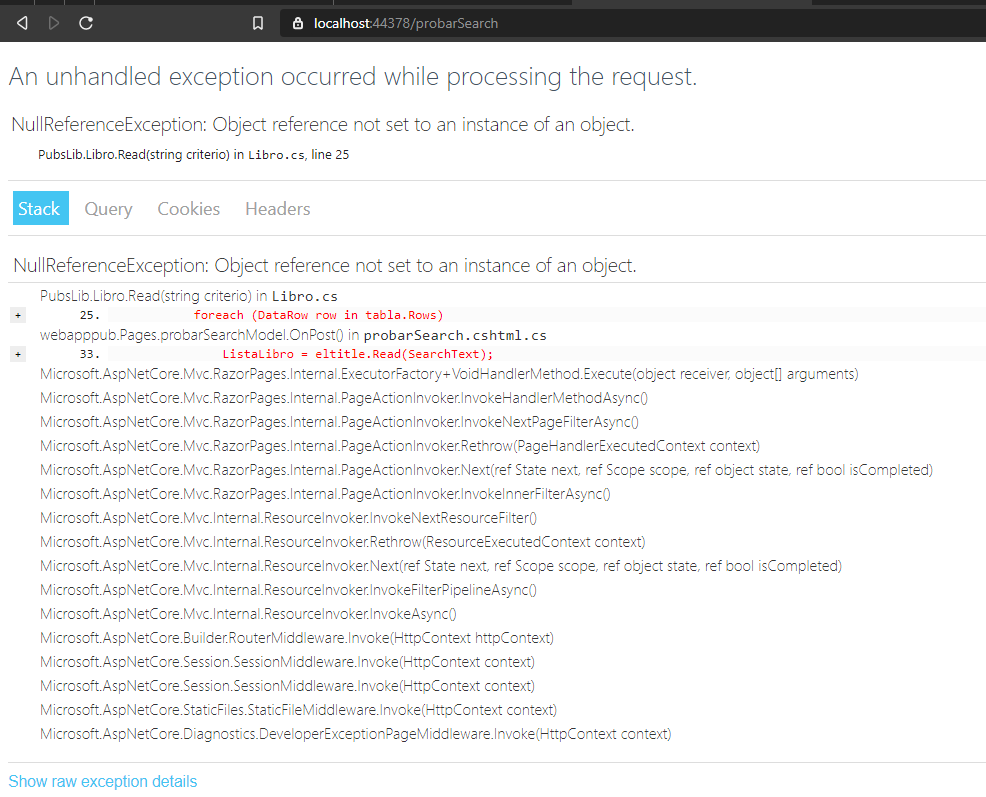 localhost:44378/probarSearch
An unhandled exception occurred while processing the request.
NullReferenceException: Object reference not set to an instance of an object.
PubsLib.Libro.Read(string criterio) in Libro.cs, line 25
Stack Query Cookies Headers
NullReferenceException: Object reference not set to an instance of an object.
PubsLib.Libro.Read(string criterio) in Libro.cs
+ 25. foreach (DataRow row in tabla.Rows)
webapppub.Pages.probarSearchModel.OnPost() in probarSearch.cshtml.cs
+ 33. ListaLibro = eltitle.Read(SearchText);
Microsoft.AspNetCore.Mvc.RazorPages.Internal.ExecutorFactory+VoidHandlerMethod.Execute(object receiver, object[] arguments)
Microsoft.AspNetCore.Mvc.RazorPages.Internal.PageActionInvoker.InvokeHandlerMethodAsync()
Microsoft.AspNetCore.Mvc.RazorPages.Internal.PageActionInvoker.InvokeNextPageFilterAsync()
Microsoft.AspNetCore.Mvc.RazorPages.Internal.PageActionInvoker.Rethrow(PageHandlerExecutedContext context)
Microsoft.AspNetCore.Mvc.RazorPages.Internal.PageActionInvoker.Next(ref State next, ref Scope scope, ref object state, ref bool isCompleted)
Microsoft.AspNetCore.Mvc.RazorPages.Internal.PageActionInvoker.InvokeInnerFilterAsync()
Microsoft.AspNetCore.Mvc.Internal.ResourceInvoker.InvokeNextResourceFilter()
Microsoft.AspNetCore.Mvc.Internal.ResourceInvoker.Rethrow(ResourceExecutedContext context)
Microsoft.AspNetCore.Mvc.Internal.ResourceInvoker.Next(ref State next, ref Scope scope, ref object state, ref bool isCompleted)
Microsoft.AspNetCore.Mvc.Internal.ResourceInvoker.InvokeFilterPipelineAsync()
Microsoft.AspNetCore.Mvc.Internal.ResourceInvoker.InvokeAsync()
Microsoft.AspNetCore.Builder.RouterMiddleware.Invoke(HttpContext httpContext)
Microsoft.AspNetCore.Session.SessionMiddleware.Invoke(HttpContext context)
Microsoft.AspNetCore.Session.SessionMiddleware.Invoke(HttpContext context)
Microsoft.AspNetCore.StaticFiles.StaticFileMiddleware.Invoke(HttpContext context)
Microsoft.AspNetCore.Diagnostics.DeveloperExceptionPageMiddleware.Invoke(HttpContext context)
Show raw exception details